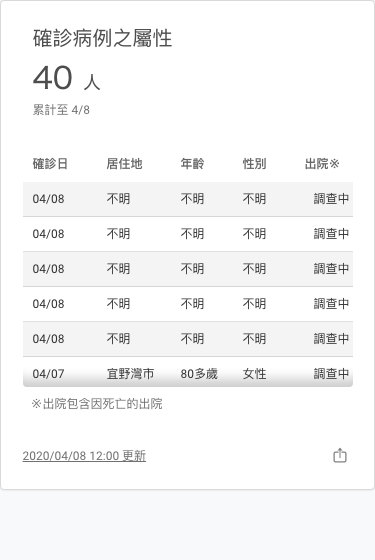 確診病例之屬性
40 人
累計至 4/8
確診日 居住地 年齡 性別 出院※
04/08 不明 不明 不明 調查中
04/08 不明 不明 不明 調查中
04/08 不明 不明 不明 調查中
04/08 不明 不明 不明 調查中
04/08 不明 不明 不明 調查中
04/07 宜野灣市 80多歲 女性 調查中
※出院包含因死亡的出院
2020/04/08 12:00 更新